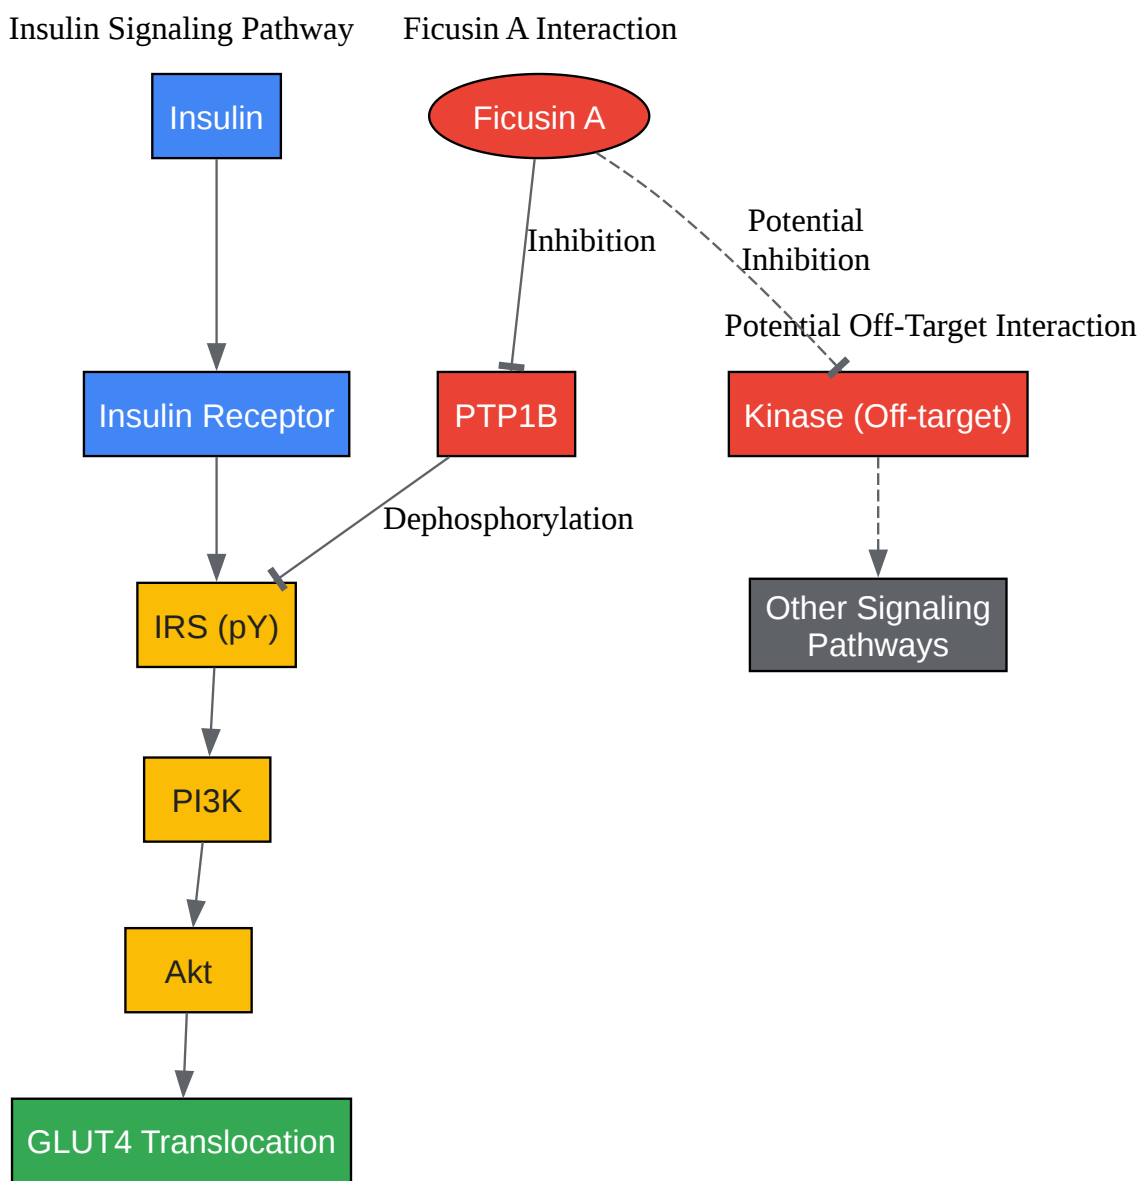 Insulin Signaling Pathway
Ficusin A Interaction
Insulin
Ficusin A
Potential
Inhibition
Inhibition
Potential Off-Target Interaction
Insulin Receptor
PTP1B
Kinase (Off-target)
Dephosphorylation
IRS (pY)
Other Signaling
Pathways
PI3K
Akt
GLUT4 Translocation